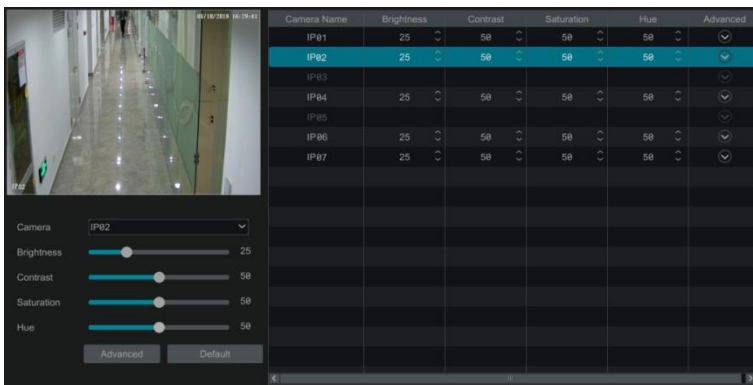 03/10/2019 16:29:41
IP02
Camera IP02
Brightness 25
Contrast 50
Saturation 50
Hue 50
Advanced Default
Camera Name Brightness Contrast Saturation Hue Advanced
IP01 25 50 50 50
IP02 25 50 50 50
IP03
IP04 25 50 50 50
IP05
IP06 25 50 50 50
IP07 25 50 50 50